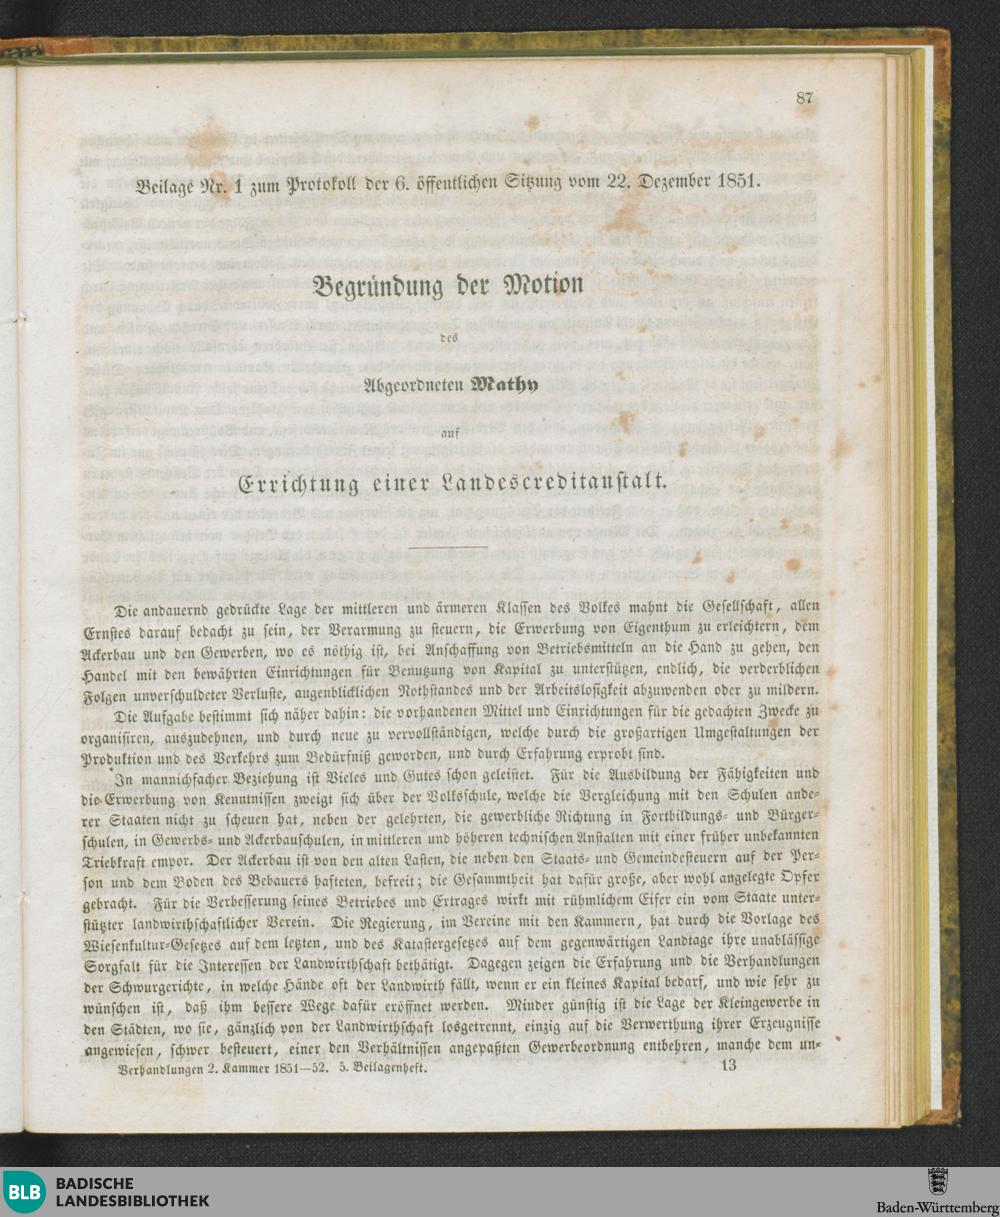 87
Beilage Nr. 1 zum Protokoll der 6. öffentlichen Sitzung vom 22. Dezember 1851.
Begründung der Motion
des
Abgeordneten Mathy
auf
Errichtung einer Landescreditanstalt.
Die andauernd gedrückte Lage der mittleren und ärmeren Klassen des Volkes mahnt die Gesellschaft, allen
Ernstes darauf bedacht zu sein, der Verarmung zu steuern, die Erwerbung von Eigenthum zu erleichtern, dem
Ackerbau und den Gewerben, wo es nöthig ist, bei Anschaffung von Betriebsmitteln an die Hand zu gehen, den
Handel mit den bewährten Einrichtungen für Benutzung von Kapital zu unterstützen, endlich, die verderblichen
Folgen unverschuldeter Verluste, augenblicklichen Nothstandes und der Arbeitslosigkeit abzuwenden oder zu mildern.
Die Aufgabe bestimmt sich näher dahin: die vorhandenen Mittel und Einrichtungen für die gedachten Zwecke zu
organisiren, auszudehnen, und durch neue zu vervollständigen, welche durch die großartigen Umgestaltungen der
Produktion und des Verkehrs zum Bedürfniß geworden, und durch Erfahrung erprobt sind.
In mannichfacher Beziehung ist Vieles und Gutes schon geleistet. Für die Ausbildung der Fähigkeiten und
die Erwerbung von Kenntnissen zweigt sich über der Volksschule, welche die Vergleichung mit den Schulen ande-
rer Staaten nicht zu scheuen hat, neben der gelehrten, die gewerbliche Richtung in Fortbildungs- und Bürger-
schulen, in Gewerbs- und Ackerbauschulen, in mittleren und höheren technischen Anstalten mit einer früher unbekannten
Triebkraft empor. Der Ackerbau ist von den alten Lasten, die neben den Staats- und Gemeindesteuern auf der Per-
son und dem Boden des Bebauers hafteten, befreit; die Gesammtheit hat dafür große, aber wohl angelegte Opfer
gebracht. Für die Verbesserung seines Betriebes und Ertrages wirkt mit rühmlichem Eifer ein vom Staate unter-
stützter landwirthschaftlicher Verein. Die Regierung, im Vereine mit den Kammern, hat durch die Vorlage des
Wiesenkultur-Gesetzes auf dem letzten, und des Katastergesetzes auf dem gegenwärtigen Landtage ihre unablässige
Sorgfalt für die Interessen der Landwirthschaft bethätigt. Dagegen zeigen die Erfahrung und die Verhandlungen
der Schwurgerichte, in welche Hände oft der Landwirth fällt, wenn er ein kleines Kapital bedarf, und wie sehr zu
wünschen ist, daß ihm bessere Wege dafür eröffnet werden. Minder günstig ist die Lage der Kleingewerbe in
den Städten, wo sie, gänzlich von der Landwirthschaft losgetrennt, einzig auf die Verwerthung ihrer Erzeugnisse
angewiesen, schwer besteuert, einer den Verhältnissen angepaßten Gewerbeordnung entbehren, manche dem un-
Verhandlungen 2. Kammer 1851—52. 5. Beilagenheft. 13
BLB BADISCHE
LANDESBIBLIOTHEK
Baden-Württemberg